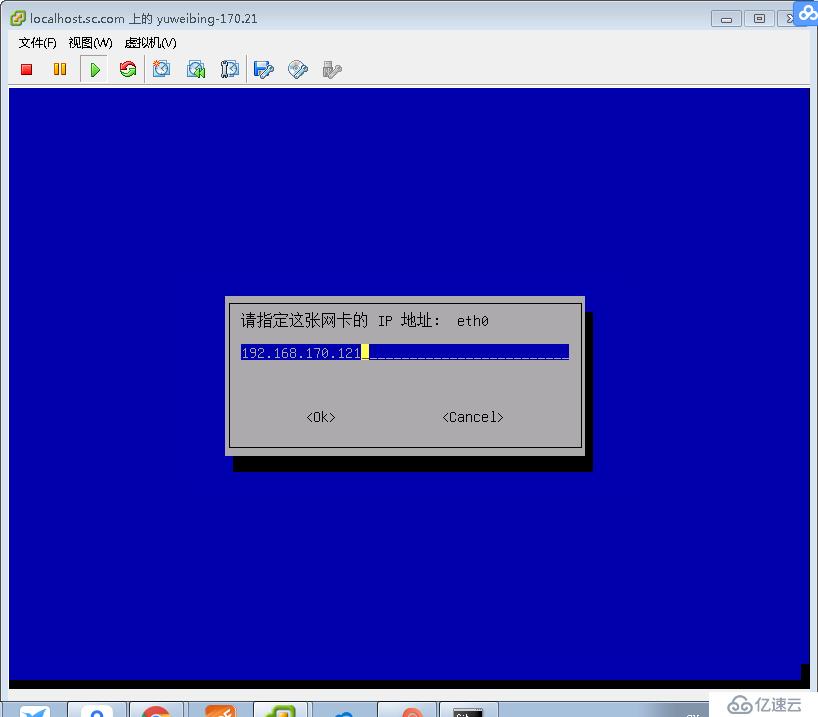 localhost.sc.com 上的 yuweibing-170.21
文件(F) 视图(W) 虚拟机(V)
请指定这张网卡的 IP 地址： eth0
192.168.170.121
<Ok> <Cancel>
亿速云